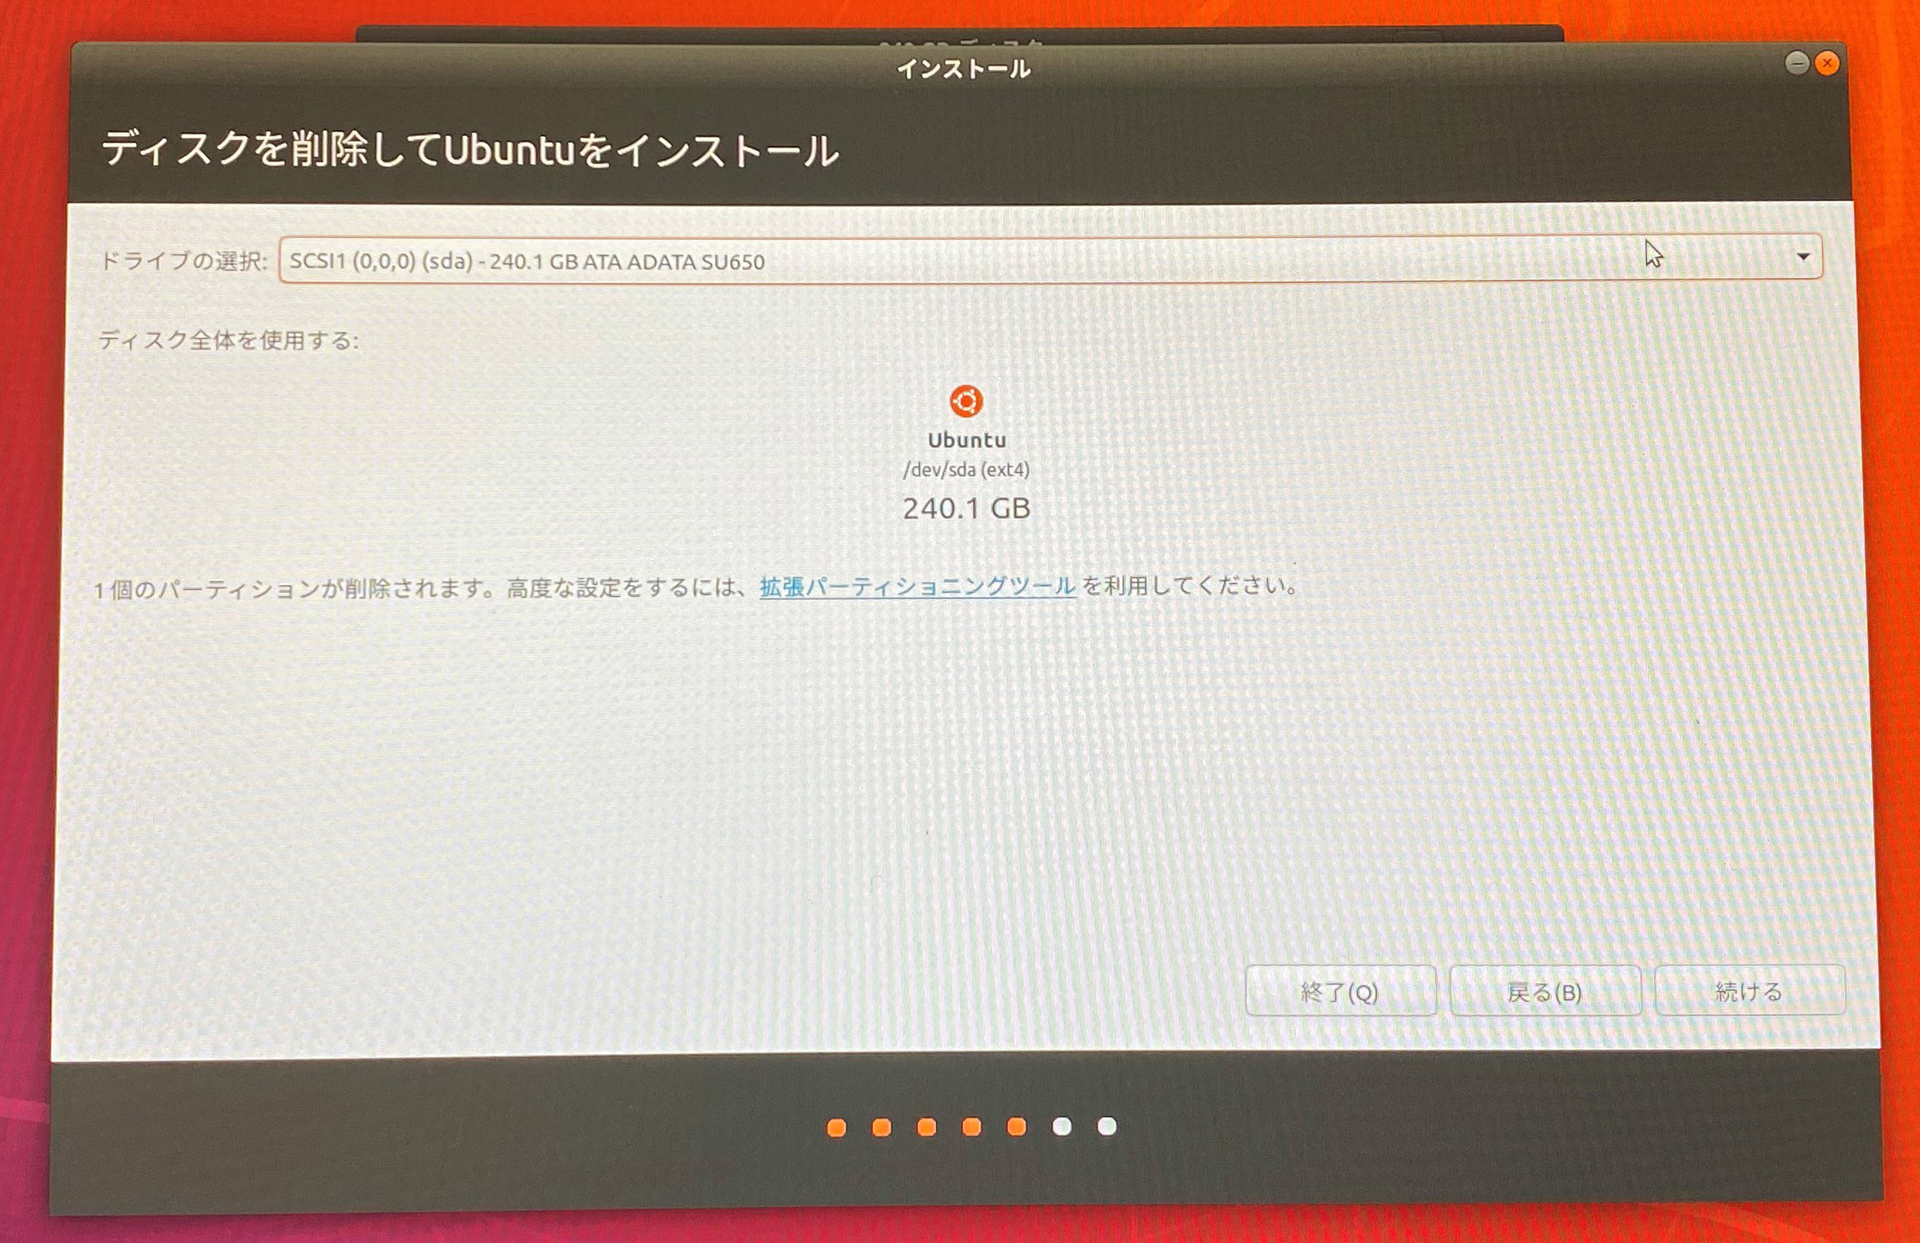 インストール
ディスクを削除してUbuntuをインストール
ドライブの選択: SCSI1 (0,0,0) (sda) - 240.1 GB ATA ADATA SU650
ディスク全体を使用する:
Ubuntu
/dev/sda (ext4)
240.1 GB
1 個のパーティションが削除されます。高度な設定をするには、拡張パーティショニングツール を利用してください。
終了(Q) 戻る(B) 続ける